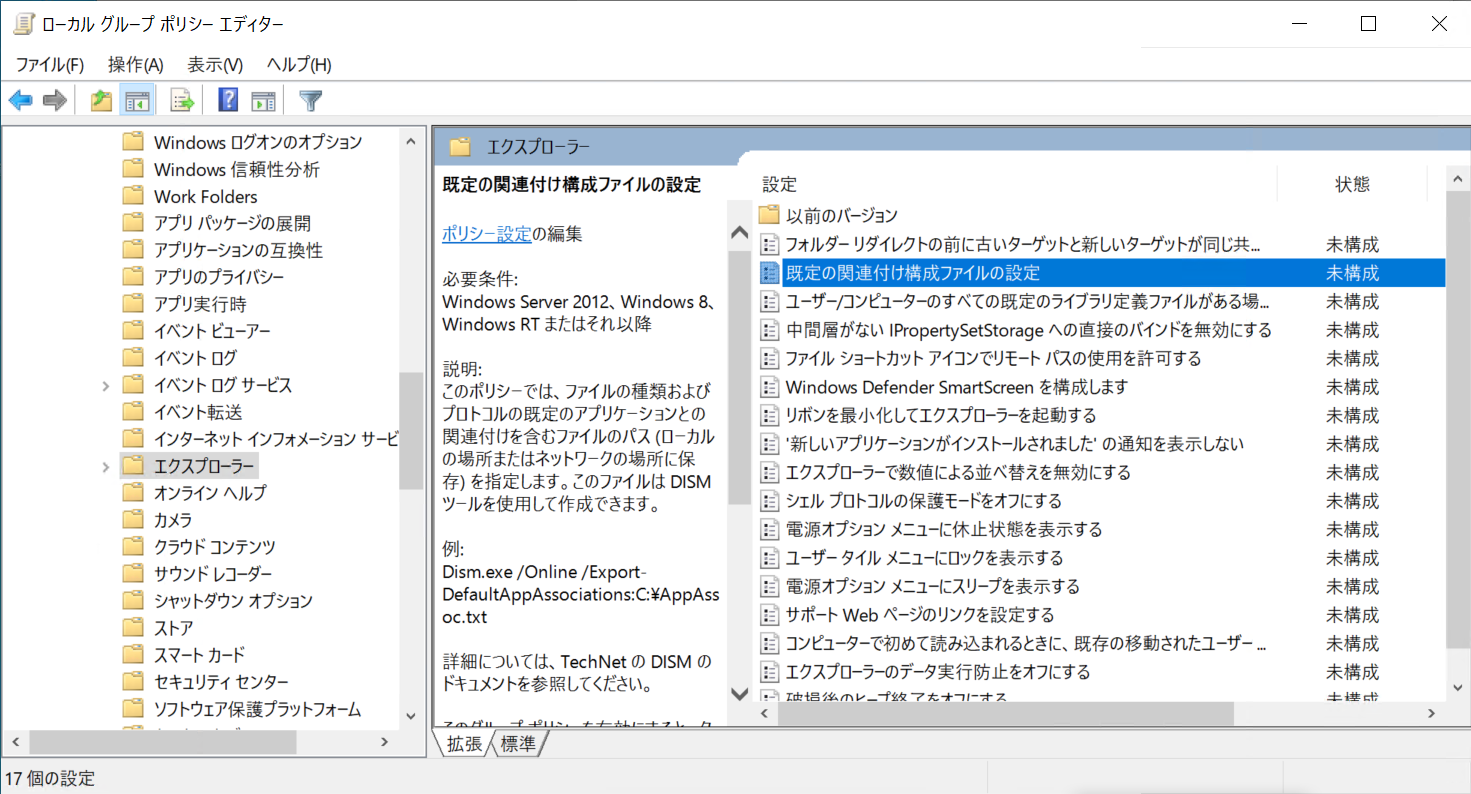 ローカル グループ ポリシー エディター
ファイル(F) 操作(A) 表示(V) ヘルプ(H)
Windows ログオンのオプション
Windows 信頼性分析
Work Folders
アプリ パッケージの展開
アプリケーションの互換性
アプリのプライバシー
アプリ実行時
イベント ビューアー
イベント ログ
イベント ログ サービス
イベント転送
インターネット インフォメーション サービ
エクスプローラー
オンライン ヘルプ
カメラ
クラウド コンテンツ
サウンド レコーダー
シャットダウン オプション
ストア
スマート カード
セキュリティ センター
ソフトウェア保護プラットフォーム
エクスプローラー
既定の関連付け構成ファイルの設定
ポリシー設定の編集
必要条件:
Windows Server 2012、Windows 8、
Windows RT またはそれ以降
説明:
このポリシーでは、ファイルの種類および
プロトコルの既定のアプリケーションとの
関連付けを含むファイルのパス (ローカル
の場所またはネットワークの場所に保
存) を指定します。このファイルは DISM
ツールを使用して作成できます。
例:
Dism.exe /Online /Export-
DefaultAppAssociations:C:¥AppAss
oc.txt
詳細については、TechNet の DISM の
ドキュメントを参照してください。
このグループ ポリシーを有効にすると、タ
設定 状態
以前のバージョン
フォルダー リダイレクトの前に古いターゲットと新しいターゲットが同じ共... 未構成
既定の関連付け構成ファイルの設定 未構成
ユーザー/コンピューターのすべての既定のライブラリ定義ファイルがある場... 未構成
中間層がない IPropertySetStorage への直接のバインドを無効にする 未構成
ファイル ショートカット アイコンでリモート パスの使用を許可する 未構成
Windows Defender SmartScreen を構成します 未構成
リボンを最小化してエクスプローラーを起動する 未構成
'新しいアプリケーションがインストールされました' の通知を表示しない 未構成
エクスプローラーで数値による並べ替えを無効にする 未構成
シェル プロトコルの保護モードをオフにする 未構成
電源オプション メニューに休止状態を表示する 未構成
ユーザー タイル メニューにロックを表示する 未構成
電源オプション メニューにスリープを表示する 未構成
サポート Web ページのリンクを設定する 未構成
コンピューターで初めて読み込まれるときに、既存の移動されたユーザー ... 未構成
エクスプローラーのデータ実行防止をオフにする 未構成
破損後のヒープ終了をオフにする 未構成
拡張 標準
17 個の設定